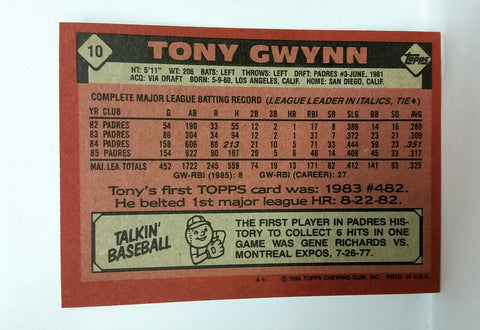 10
TONY GWYNN
topps
HT: 5'11" WT: 206 BATS: LEFT THROWS: LEFT DRFT: PADRES #3-JUNE, 1981
ACQ: VIA DRAFT BORN: 5-9-60, LOS ANGELES, CALIF. HOME: SAN DIEGO, CALIF.
COMPLETE MAJOR LEAGUE BATTING RECORD (LEAGUE LEADER IN ITALICS, TIE♦)
YR CLUB G AB R H 2B 3B HR RBI SB SLG BB SO AVG
82 PADRES 54 190 33 55 12 2 1 17 8 .389 14 16 .289
83 PADRES 86 304 34 94 12 2 1 37 7 .372 23 21 .309
84 PADRES 158 606 88 213 21 10 5 71 33 .444 59 23 .351
85 PADRES 154 622 90 197 29 5 6 46 14 .408 45 33 .317
MAJ. LEA. TOTALS 452 1722 245 559 74 19 13 171 62 .412 141 93 .325
GW-RBI (1985): 8 GW-RBI (CAREER): 27
Tony's first TOPPS card was: 1983 #482.
He belted 1st major league HR: 8-22-82.
TALKIN' BASEBALL
THE FIRST PLAYER IN PADRES HIS-
TORY TO COLLECT 6 HITS IN ONE
GAME WAS GENE RICHARDS VS.
MONTREAL EXPOS, 7-26-77.
A* © 1986 TOPPS CHEWING GUM, INC. PRTD. IN U.S.A.